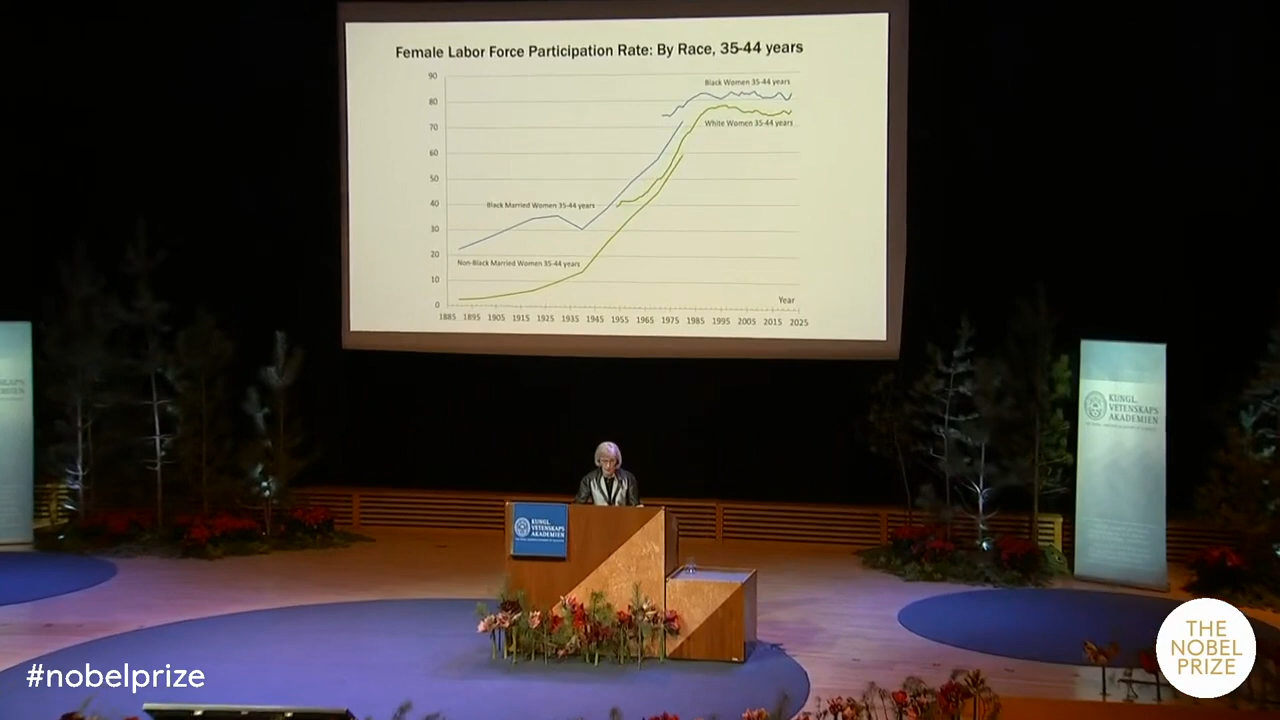 Female Labor Force Participation Rate: By Race, 35-44 years
90
Black Women 35-44 years
80
White Women 35-44 years
70
60
50
Black Married Women 35-44 years
40
30
Non-Black Married Women 35-44 years
20
10
Year
0
1885 1895 1905 1915 1925 1935 1945 1955 1965 1975 1985 1995 2005 2015 2025
KUNGL.
VETENSKAPS
AKADEMIEN
KUNGL.
VETENSKAPS
AKADEMIEN
THE
NOBEL
PRIZE
#nobelprize